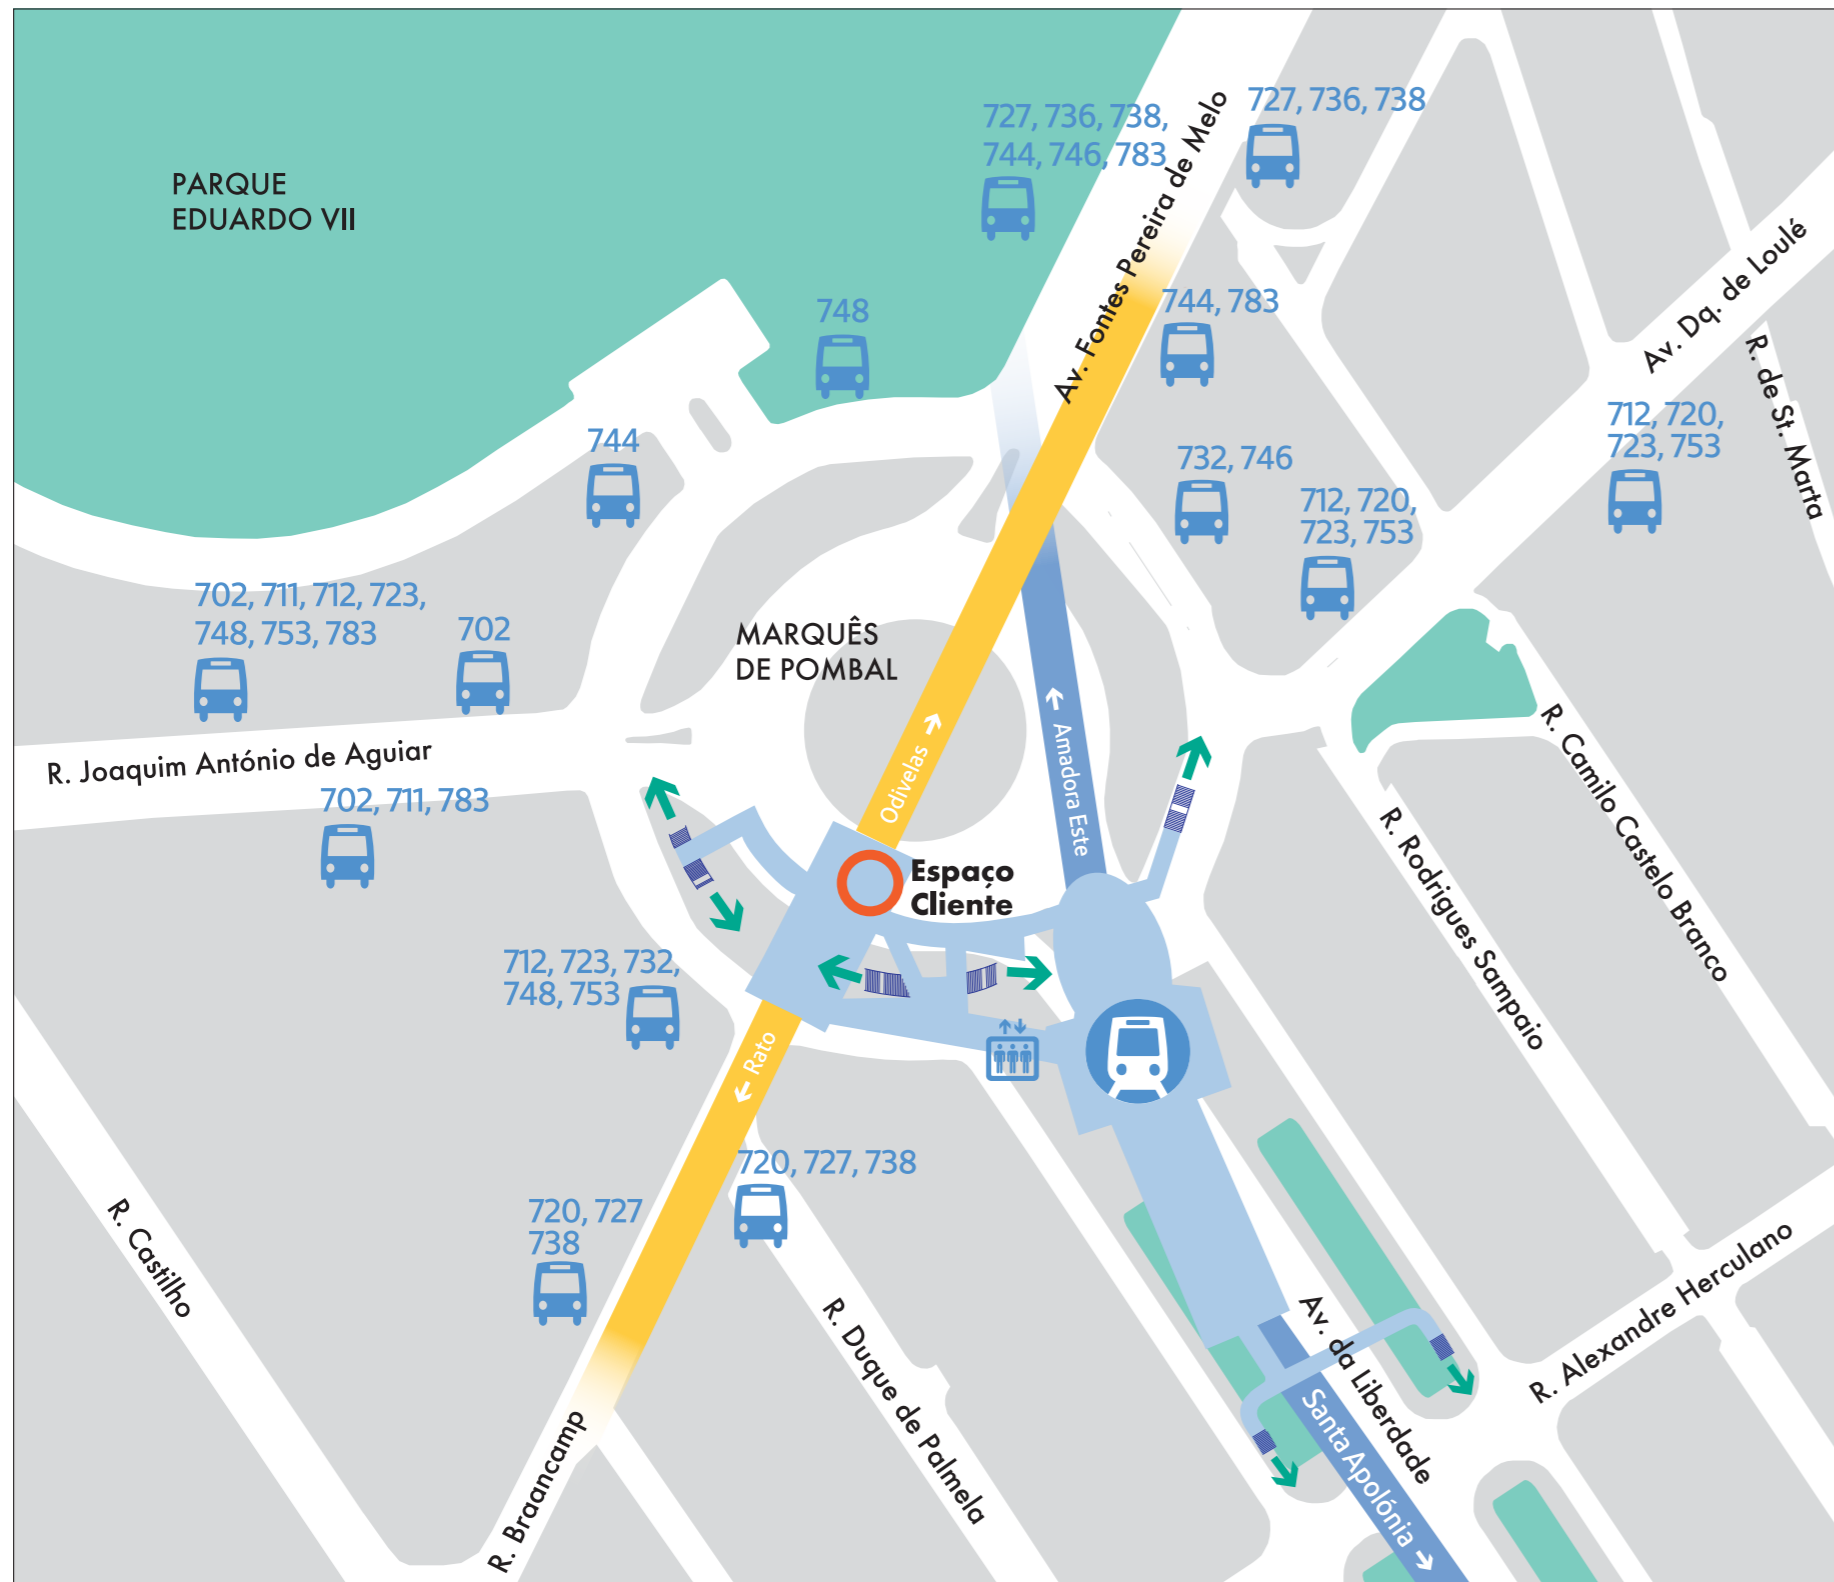 727, 736, 738
727, 736, 738,
744, 746, 783
Av. Fontes Pereira de Melo
PARQUE
EDUARDO VII
Av. Dq. de Loulé
744, 783
748
R. de St. Marta
712, 720,
723, 753
744
732, 746
712, 720,
723, 753
702, 711, 712, 723,
748, 753, 783
702
MARQUÊS
DE POMBAL
R. Joaquim António de Aguiar
702, 711, 783
Odivelas
Amadora Este
R. Camilo Castelo Branco
R. Rodrigues Sampaio
Espaço
Cliente
712, 723, 732,
748, 753
Rato
720, 727, 738
720, 727
738
R. Castilho
R. Duque de Palmela
R. Braancamp
Av. da Liberdade
Santa Apolónia
R. Alexandre Herculano